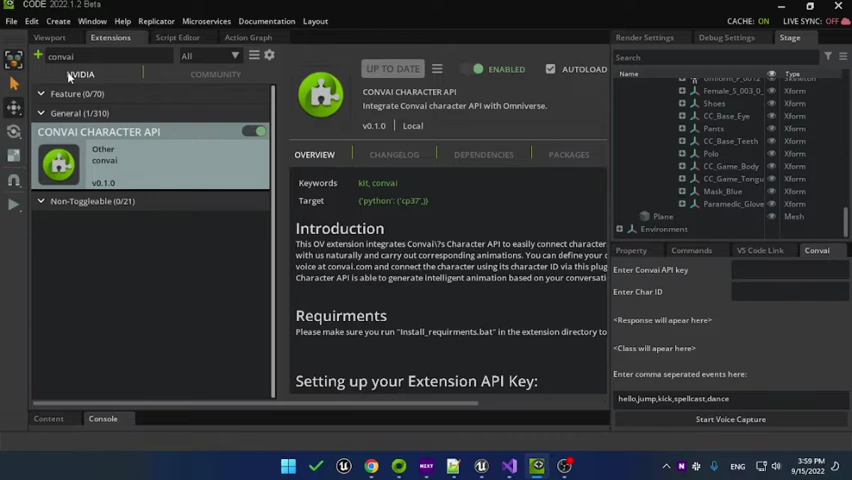 CODE 2022.1.2 Beta
File Edit Create Window Help Replicator Microservices Documentation Layout
CACHE: ON LIVE SYNC: OFF
Viewport Extensions Script Editor Action Graph
Render Settings Debug Settings Stage
convai All
Search
NVIDIA COMMUNITY
Feature (0/70)
General (1/310)
CONVAI CHARACTER API
Other
convai
v0.1.0
Non-Toggleable (0/21)
UP TO DATE ENABLED AUTOLOAD
CONVAI CHARACTER API
Integrate Convai character API with Omniverse.
v0.1.0 Local
OVERVIEW CHANGELOG DEPENDENCIES PACKAGES
Keywords kit, convai
Target {'python': ('cp37',)}
Introduction
This OV extension integrates Convai\?s Character API to easily connect character
with us naturally and carry out corresponding animations. You can define your
voice at convai.com and connect the character using its character ID via this plug
Character API is able to generate intelligent animation based on your conversati
Requirments
Please make sure you run "Install_requirments.bat" in the extension directory to
Setting up your Extension API Key:
Name Type
Skeleton
Female_S_003_0_ Xform
Shoes Xform
CC_Base_Eye Xform
Pants Xform
CC_Base_Teeth Xform
Polo Xform
CC_Game_Body Xform
CC_Game_Tongu Xform
Mask_Blue Xform
Paramedic_Glove Xform
Plane Mesh
Environment Xform
Property Commands VS Code Link Convai
Enter Convai API key
Enter Char ID
<Response will apear here>
<Class will apear here>
Enter comma seperated events here:
hello,jump,kick,spellcast,dance
Start Voice Capture
Content Console
NEXT
ENG
3:59 PM
9/15/2022